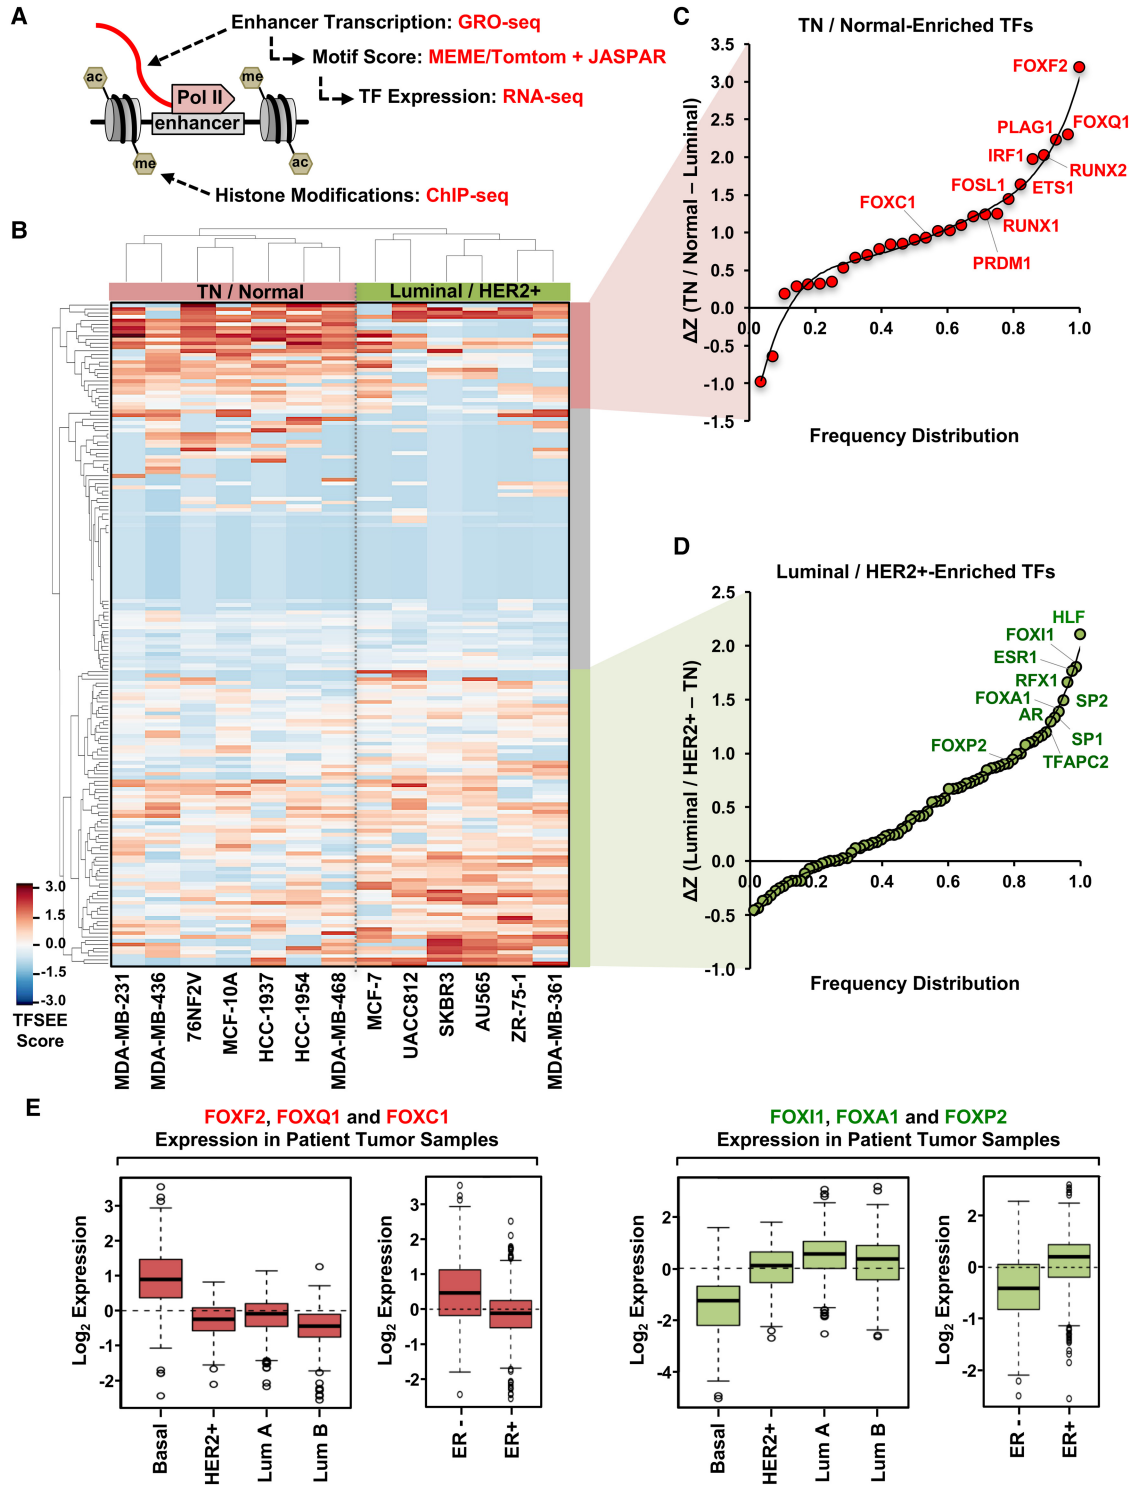 A
Enhancer Transcription: GRO-seq
Motif Score: MEME/Tomtom + JASPAR
TF Expression: RNA-seq
ac
me
Pol II
enhancer
me
ac
Histone Modifications: ChIP-seq
B
TN / Normal
Luminal / HER2+
3.0
1.5
0.0
-1.5
-3.0
TFSEE
Score
MDA-MB-231
MDA-MB-436
76NF2V
MCF-10A
HCC-1937
HCC-1954
MDA-MB-468
MCF-7
UACC812
SKBR3
AU565
ZR-75-1
MDA-MB-361
C
TN / Normal-Enriched TFs
ΔZ (TN / Normal – Luminal)
3.5
3.0
2.5
2.0
1.5
1.0
0.5
0.0
-0.5
-1.0
-1.5
0.0
0.2
0.4
0.6
0.8
1.0
FOXF2
PLAG1
FOXQ1
IRF1
RUNX2
FOSL1
ETS1
FOXC1
RUNX1
PRDM1
Frequency Distribution
D
Luminal / HER2+-Enriched TFs
ΔZ (Luminal / HER2+ – TN)
2.5
2.0
1.5
1.0
0.5
0.0
-0.5
-1.0
0.0
0.2
0.4
0.6
0.8
1.0
HLF
FOXI1
ESR1
RFX1
FOXA1
SP2
AR
SP1
FOXP2
TFAPC2
Frequency Distribution
E
FOXF2, FOXQ1 and FOXC1
Expression in Patient Tumor Samples
Log2 Expression
3
2
1
0
-1
-2
Basal
HER2+
Lum A
Lum B
Log2 Expression
3
2
1
0
-1
-2
ER -
ER+
FOXI1, FOXA1 and FOXP2
Expression in Patient Tumor Samples
Log2 Expression
2
0
-2
-4
Basal
HER2+
Lum A
Lum B
Log2 Expression
2
1
0
-1
-2
ER -
ER+